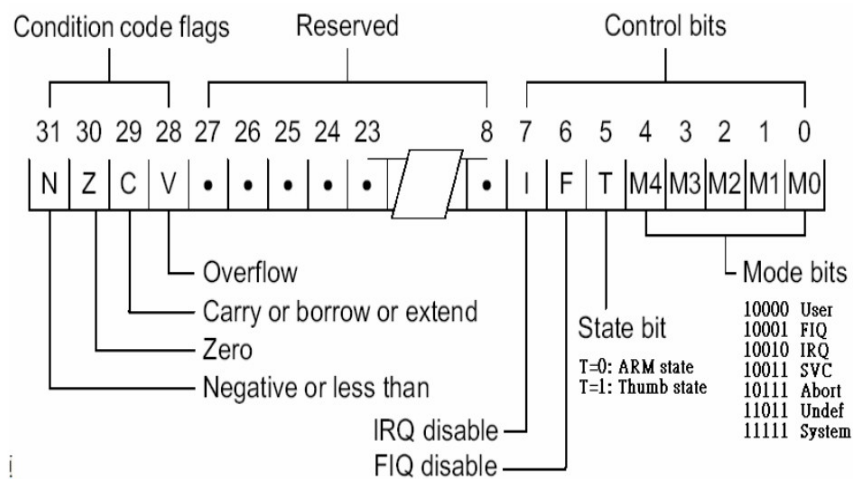 Condition code flags Reserved Control bits
31 30 29 28 27 26 25 24 23 8 7 6 5 4 3 2 1 0
N Z C V • • • • • • I F T M4 M3 M2 M1 M0
Overflow
Carry or borrow or extend
Zero
Negative or less than
IRQ disable
FIQ disable
State bit
T=0: ARM state
T=1: Thumb state
Mode bits
10000 User
10001 FIQ
10010 IRQ
10011 SVC
10111 Abort
11011 Undef
11111 System